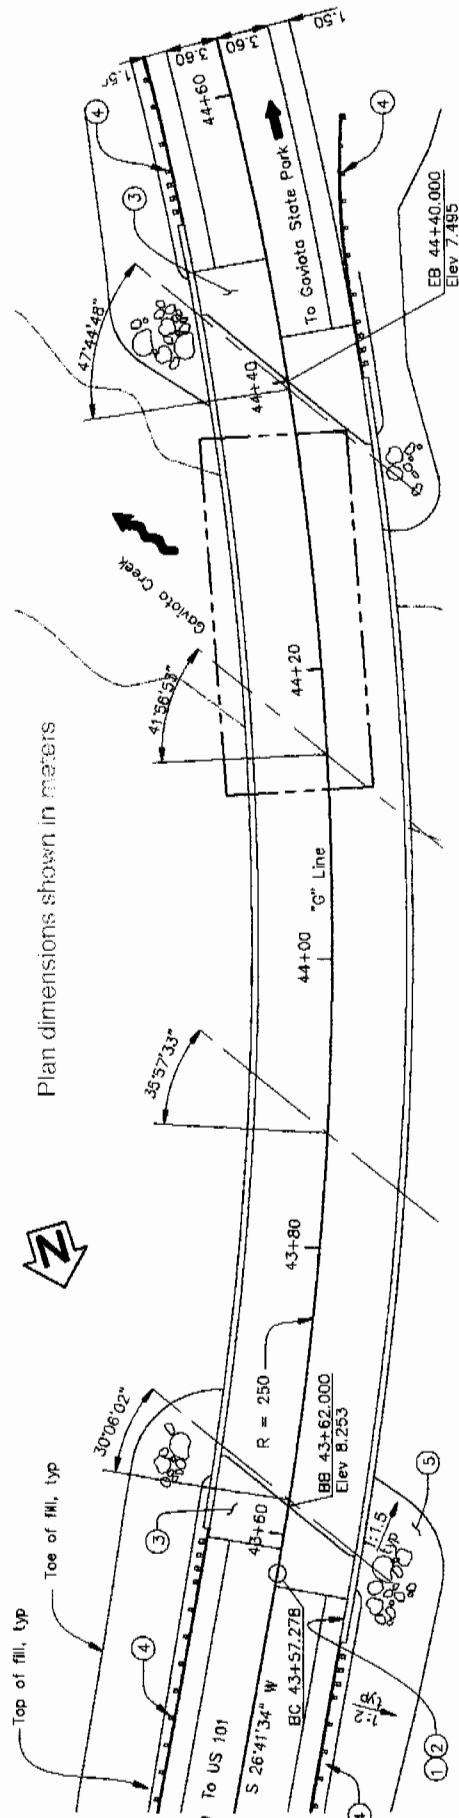 Top of fill, typ
Toe of fill, typ
N
Plan dimensions shown in meters
To US 101
S 26°41'34" W
BC 43+57.278
43+60
30°06'02"
BB 43+62.000
Elev 8.253
R = 250
43+80
35°57'33"
44+00
"G" Line
44+20
41°56'53"
Gaviota Creek
44+40
47°44'48"
EB 44+40.000
Elev 7.495
To Gaviota State Park
44+60
3.60
3.60
1.50
1:1.5
typ
1
2
3
3
4
4
4
4
5